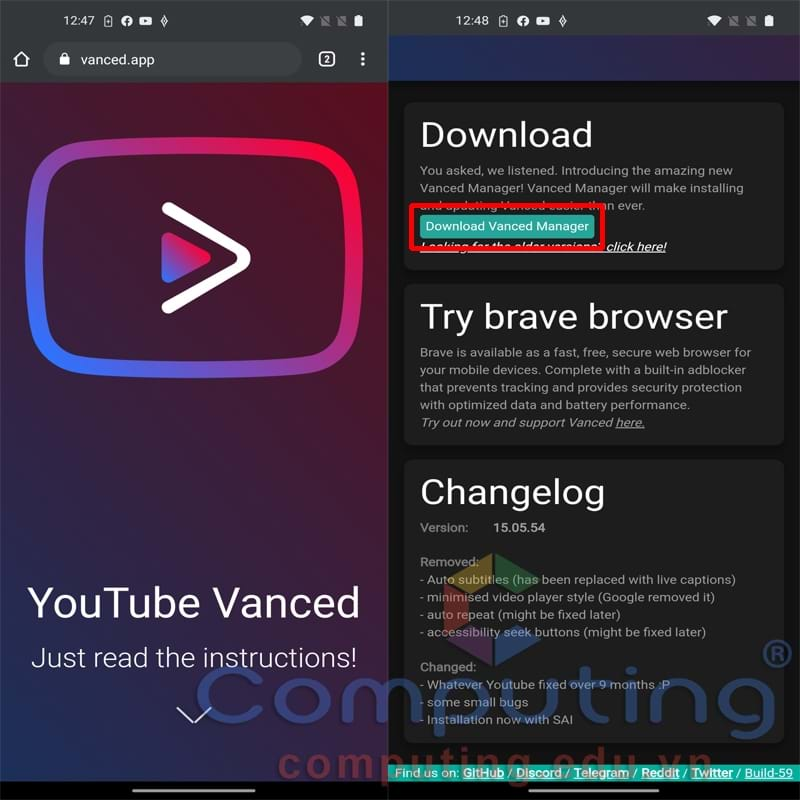 12:47
vanced.app
2
YouTube Vanced
Just read the instructions!
12:48
Download
You asked, we listened. Introducing the amazing new
Vanced Manager! Vanced Manager will make installing
and updating Vanced easier than ever.
Download Vanced Manager
Looking for the older versions? click here!
Try brave browser
Brave is available as a fast, free, secure web browser for
your mobile devices. Complete with a built-in adblocker
that prevents tracking and provides security protection
with optimized data and battery performance.
Try out now and support Vanced here.
Changelog
Version: 15.05.54
Removed:
- Auto subtitles (has been replaced with live captions)
- minimised video player style (Google removed it)
- auto repeat (might be fixed later)
- accessibility seek buttons (might be fixed later)
Changed:
- Whatever Youtube fixed over 9 months :P
- some small bugs
- Installation now with SAI
Computing®
computing.edu.vn
Find us on: GitHub / Discord / Telegram / Reddit / Twitter / Build-59